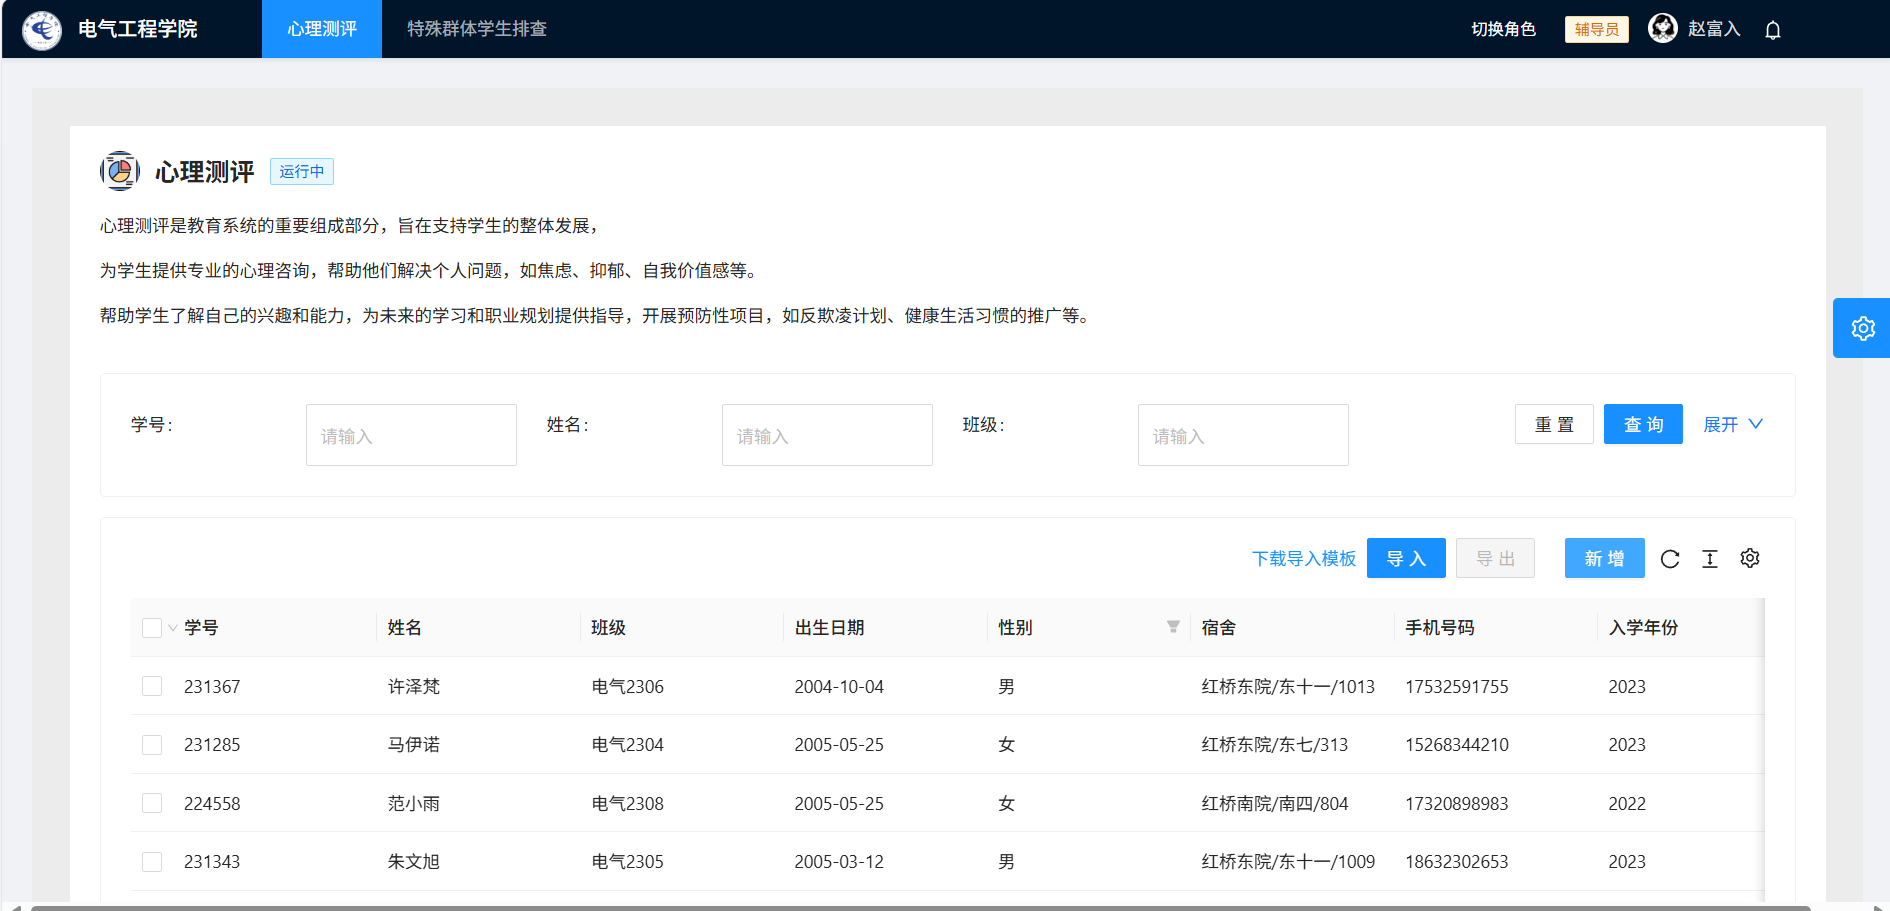 电气工程学院 心理测评 特殊群体学生排查 切换角色 辅导员 赵富入
心理测评 运行中
心理测评是教育系统的重要组成部分，旨在支持学生的整体发展，
为学生提供专业的心理咨询，帮助他们解决个人问题，如焦虑、抑郁、自我价值感等。
帮助学生了解自己的兴趣和能力，为未来的学习和职业规划提供指导，开展预防性项目，如反欺凌计划、健康生活习惯的推广等。
学号： 请输入 姓名： 请输入 班级： 请输入 重 置 查 询 展开
下载导入模板 导 入 导 出 新 增
学号 姓名 班级 出生日期 性别 宿舍 手机号码 入学年份
231367 许泽梵 电气2306 2004-10-04 男 红桥东院/东十一/1013 17532591755 2023
231285 马伊诺 电气2304 2005-05-25 女 红桥东院/东七/313 15268344210 2023
224558 范小雨 电气2308 2005-05-25 女 红桥南院/南四/804 17320898983 2022
231343 朱文旭 电气2305 2005-03-12 男 红桥东院/东十一/1009 18632302653 2023